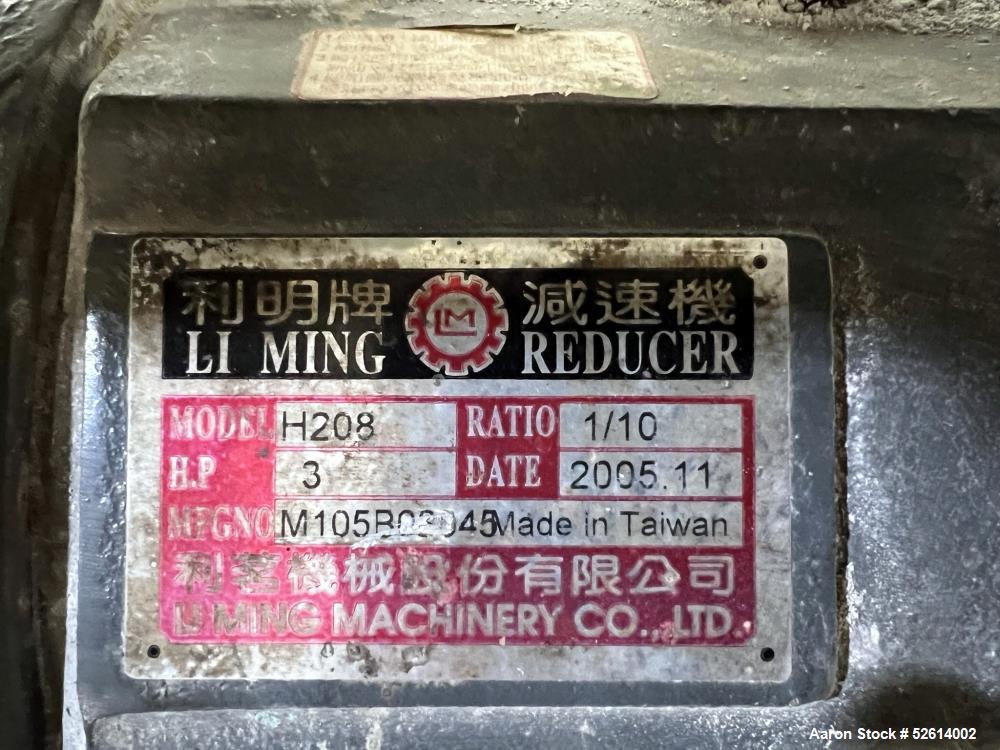 利明牌 LM 減速機
LI MING REDUCER
MODEL H208 RATIO 1/10
H.P 3 DATE 2005.11
MFGNO Made in Taiwan
利茗機械股份有限公司
LI MING MACHINERY CO.,LTD.
Aaron Stock # 52614002